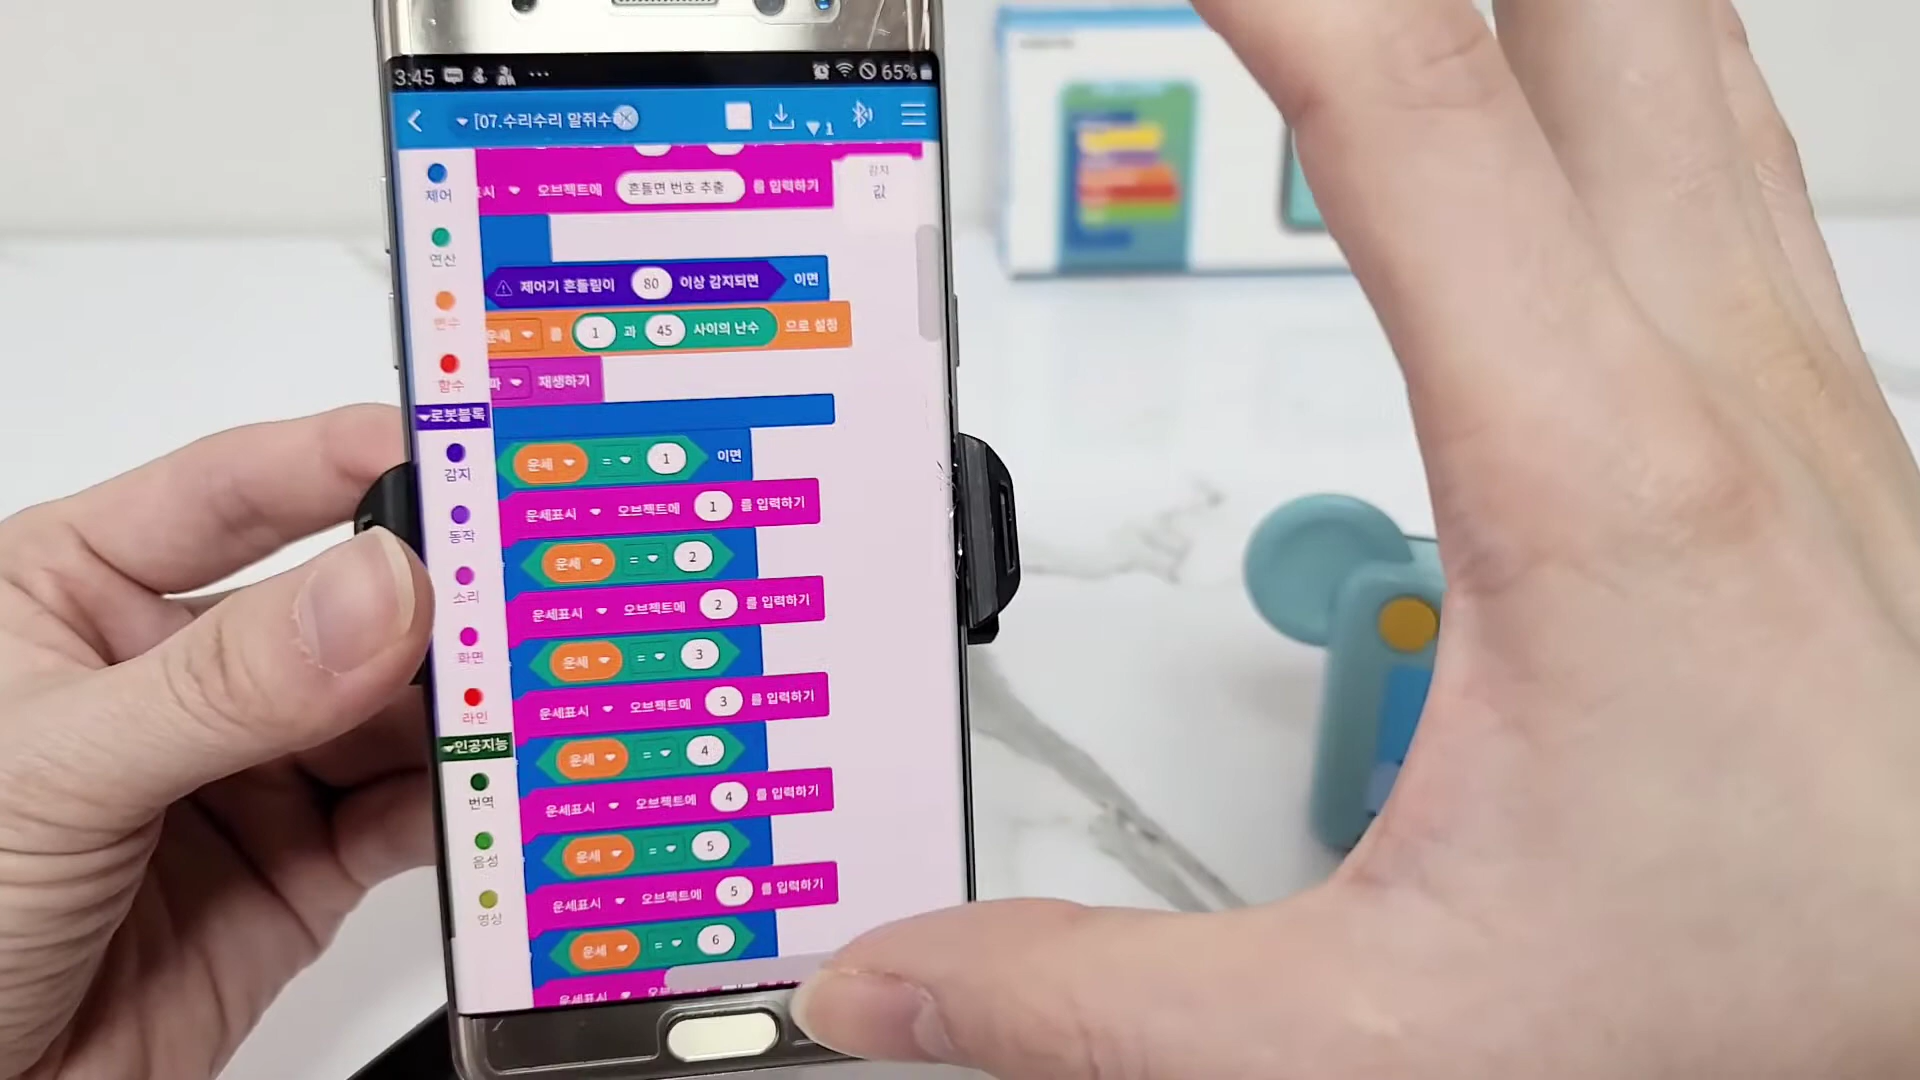 3:45 ... 65%
[07.수리수리 말쥐수 1
제어
연산
변수
함수
로봇블록
감지
동작
소리
화면
라인
인공지능
번역
음성
영상
감지
값
시 오브젝트에 흔들면 번호 추출 를 입력하기
제어기 흔들림이 80 이상 감지되면 이면
운세 를 1 과 45 사이의 난수 으로 설정
파 재생하기
운세 = 1 이면
운세표시 오브젝트에 1 를 입력하기
운세 = 2
운세표시 오브젝트에 2 를 입력하기
운세 = 3
운세표시 오브젝트에 3 를 입력하기
운세 = 4
운세표시 오브젝트에 4 를 입력하기
운세 = 5
운세표시 오브젝트에 5 를 입력하기
운세 = 6
운세표시